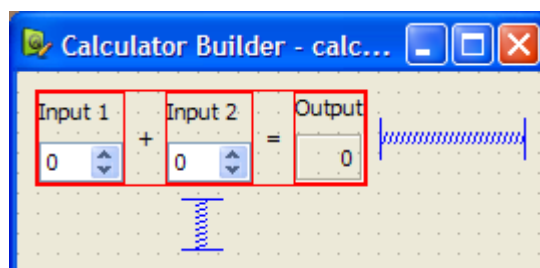 Calculator Builder - calc...
Input 1 Input 2 Output
+ =
0 0 0